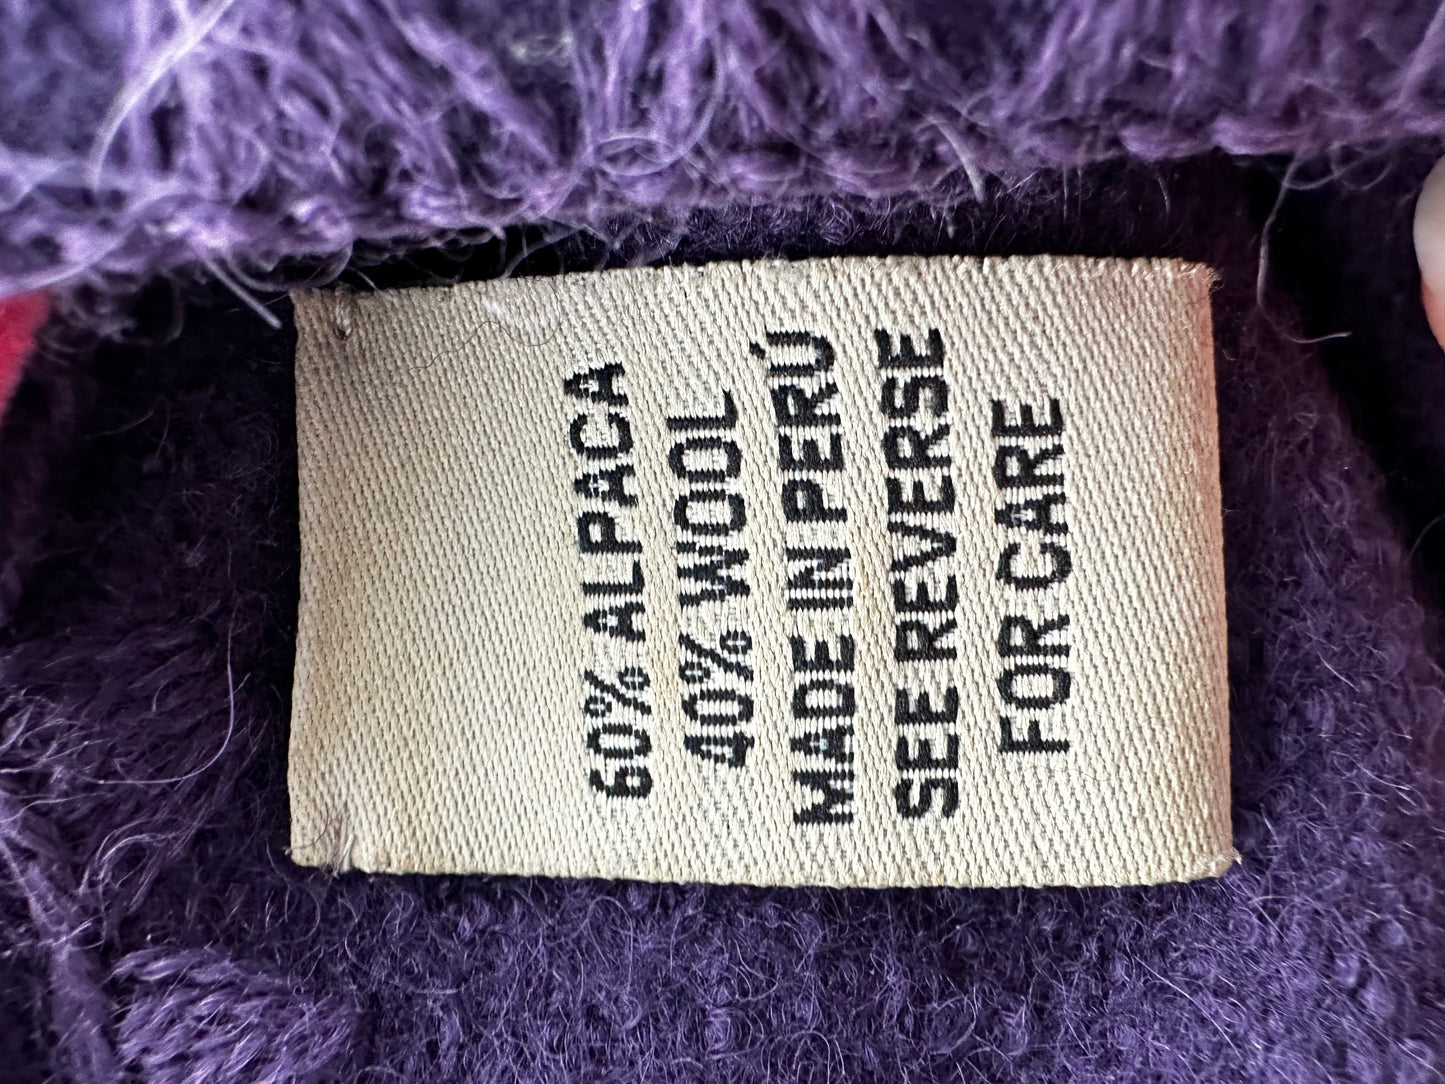 60% ALPACA
40% WOOL
MADE IN PERÚ
SEE REVERSE
FOR CARE